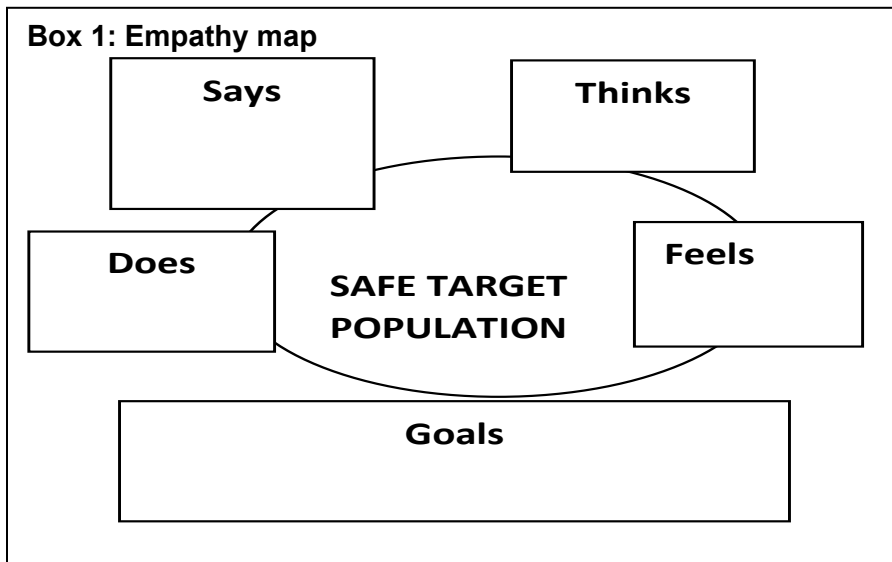 Box 1: Empathy map
Says
Thinks
Does
Feels
SAFE TARGET
POPULATION
Goals